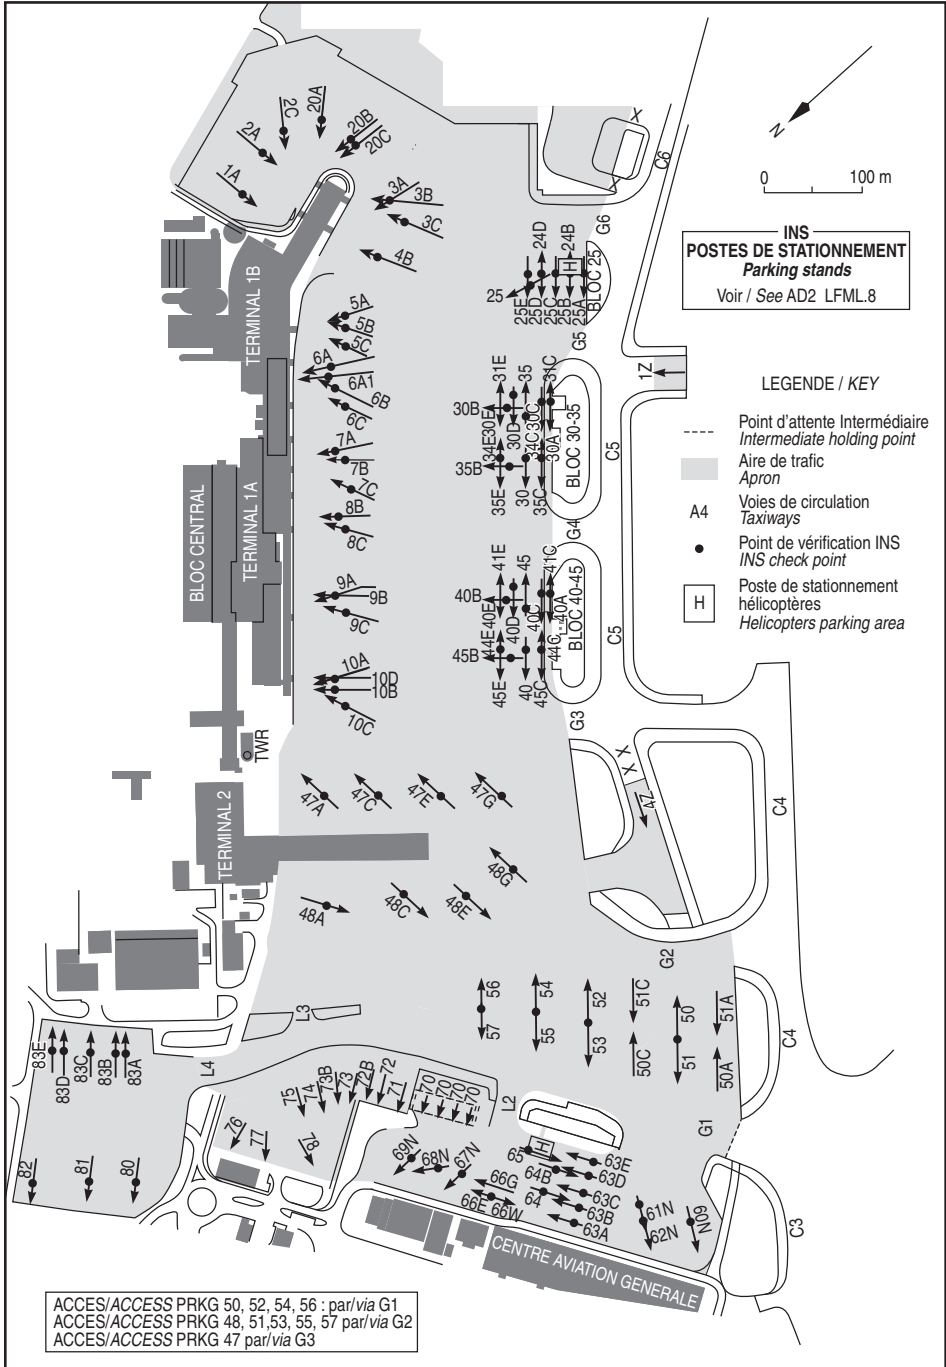 2C
20A
20B
20C
2A
1A
3A
3B
3C
4B
N
0 100 m
C6
G6
INS
POSTES DE STATIONNEMENT
Parking stands
Voir / See AD2 LFML.8
24D
24B
H
BLOC 25
25
25E
25D
25C
25B
25A
G5
TERMINAL 1B
5A
5B
5C
6A
6A1
6B
6C
7A
7B
7C
8B
8C
31E
35
31C
30B
30E
30D
30C
30A
34E
34C
35B
35E
30
35C
BLOC 30-35
C5
1Z
G4
LEGENDE / KEY
Point d'attente Intermédiaire
Intermediate holding point
Aire de trafic
Apron
A4
Voies de circulation
Taxiways
Point de vérification INS
INS check point
H
Poste de stationnement
hélicoptères
Helicopters parking area
BLOC CENTRAL
TERMINAL 1A
9A
9B
9C
10A
10D
10B
10C
41E
45
41C
40B
40E
40D
40C
40A
44E
44C
45B
45E
40
45C
BLOC 40-45
C5
G3
TWR
47A
47C
47E
47G
X X
4Z
C4
TERMINAL 2
48A
48C
48E
48G
G2
56
57
54
55
52
53
51C
50C
50
51
51A
50A
C4
G1
L3
L4
L2
83E
83D
83C
83B
83A
82
81
80
75
74
73B
73
72B
72
71
70
70
70
70
76
77
78
69N
68N
67N
66G
66E
66W
65
H
64B
64
63E
63D
63C
63B
63A
61N
62N
60N
C3
CENTRE AVIATION GENERALE
ACCES/ACCESS PRKG 50, 52, 54, 56 : par/via G1
ACCES/ACCESS PRKG 48, 51,53, 55, 57 par/via G2
ACCES/ACCESS PRKG 47 par/via G3